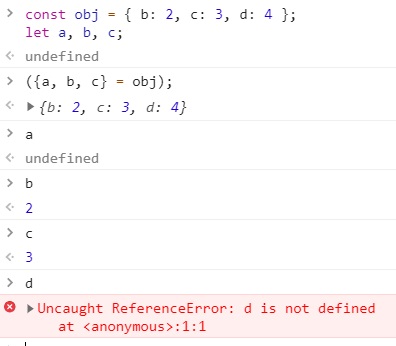 > const obj = { b: 2, c: 3, d: 4 };
let a, b, c;
<· undefined
> ({a, b, c} = obj);
<· ▶{b: 2, c: 3, d: 4}
> a
<· undefined
> b
<· 2
> c
<· 3
> d
▶Uncaught ReferenceError: d is not defined
at <anonymous>:1:1